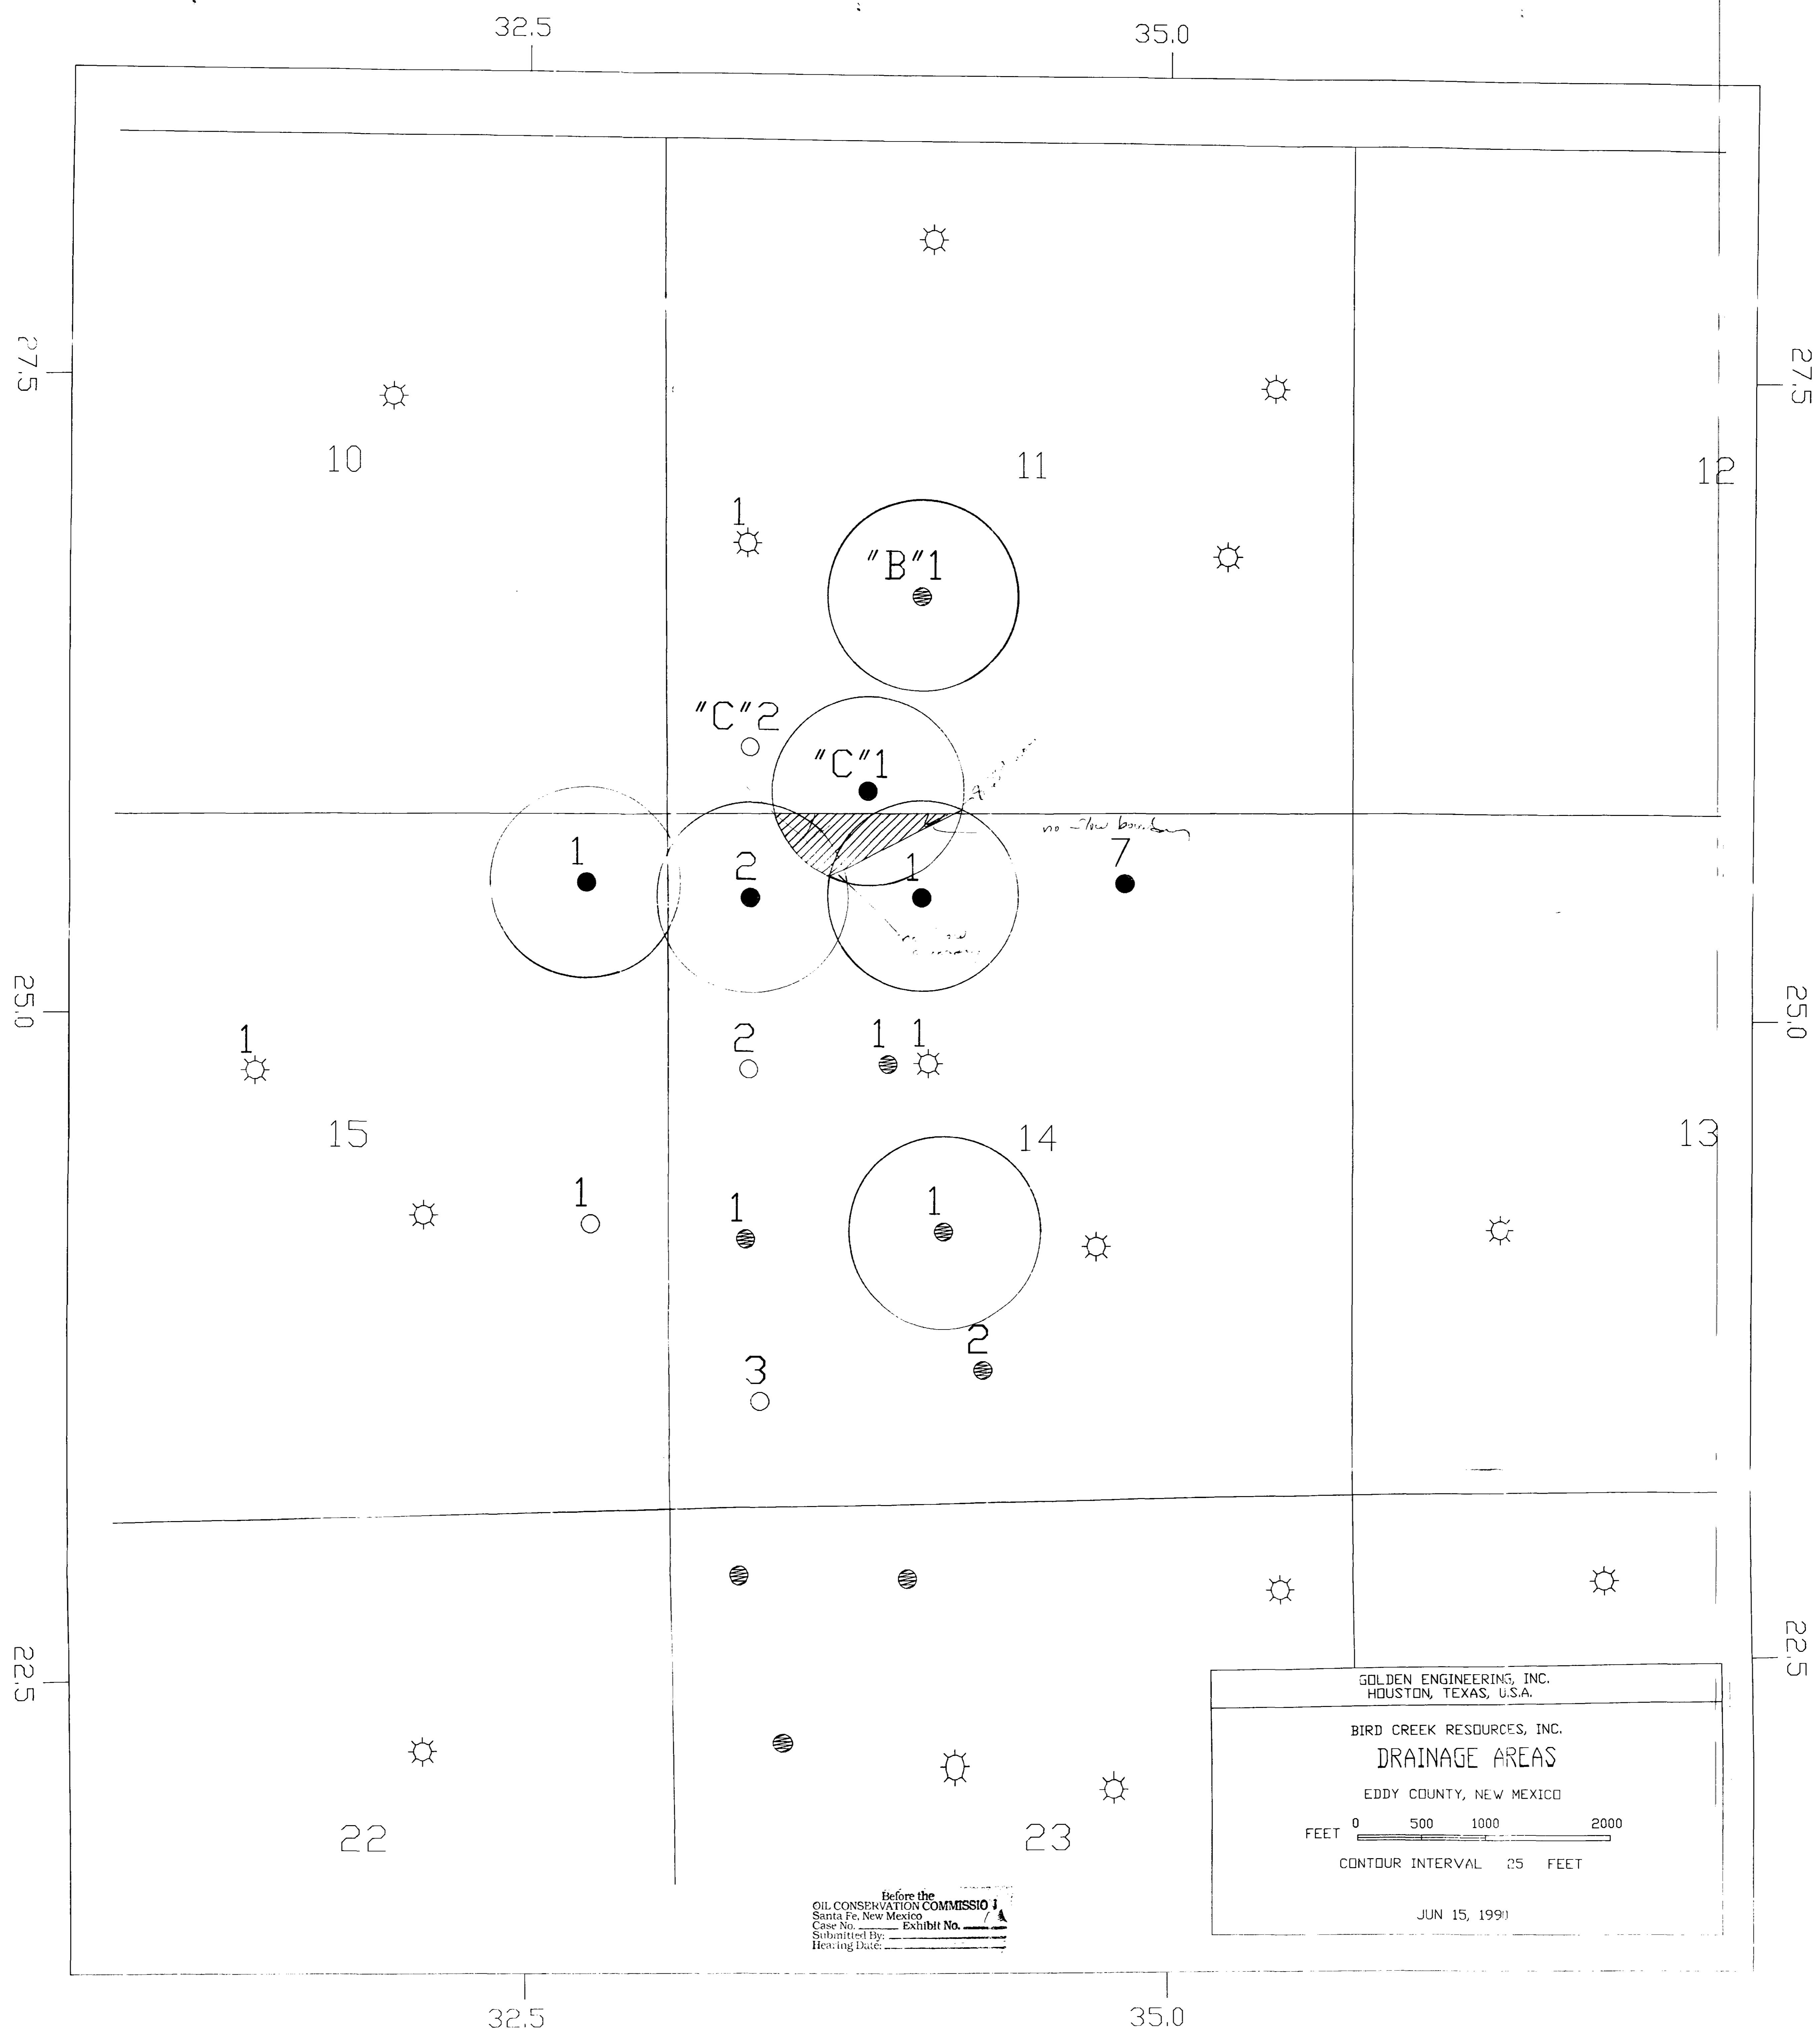 32.5 35.0
27.5 27.5
10 11 12
1
"B"1
"C"2
"C"1
no flow boundary
1 2 1 7
25.0 25.0
1 2 1 1
15 14 13
1 1 1
2
3
22.5 22.5
GOLDEN ENGINEERING, INC.
HOUSTON, TEXAS, U.S.A.
BIRD CREEK RESOURCES, INC.
DRAINAGE AREAS
EDDY COUNTY, NEW MEXICO
0 500 1000 2000
FEET
CONTOUR INTERVAL 25 FEET
JUN 15, 1990
22 23
Before the
OIL CONSERVATION COMMISSION
Santa Fe, New Mexico
Case No. Exhibit No.
Submitted By:
Hearing Date:
32.5 35.0